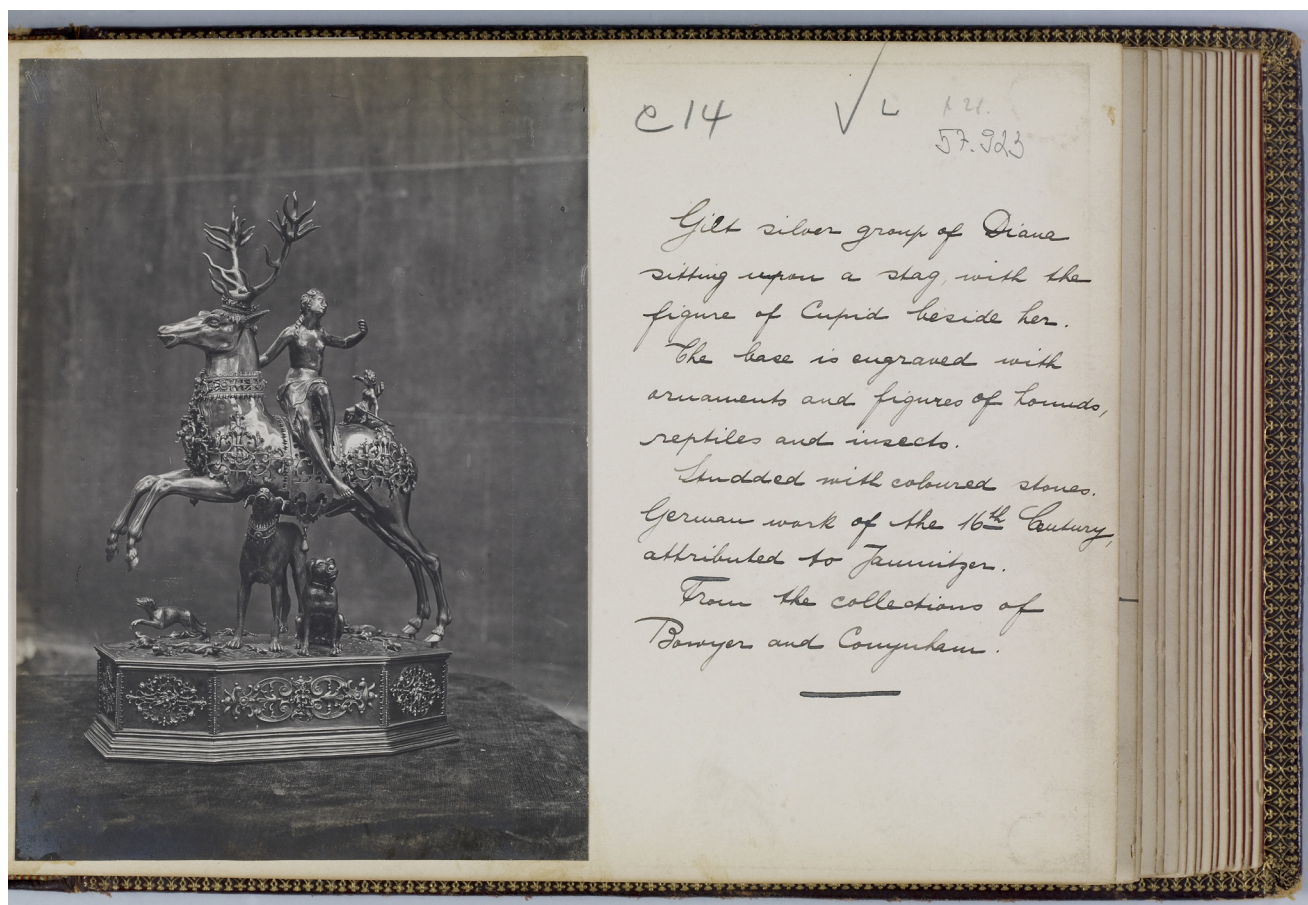 C 14
L
57.923
Gilt silver group of Diana
sitting upon a stag, with the
figure of Cupid beside her.
The base is engraved with
ornaments and figures of hounds,
reptiles and insects.
Studded with coloured stones.
German work of the 16th Century,
attributed to Jamnitzer.
From the collections of
Bowyer and Comynham.